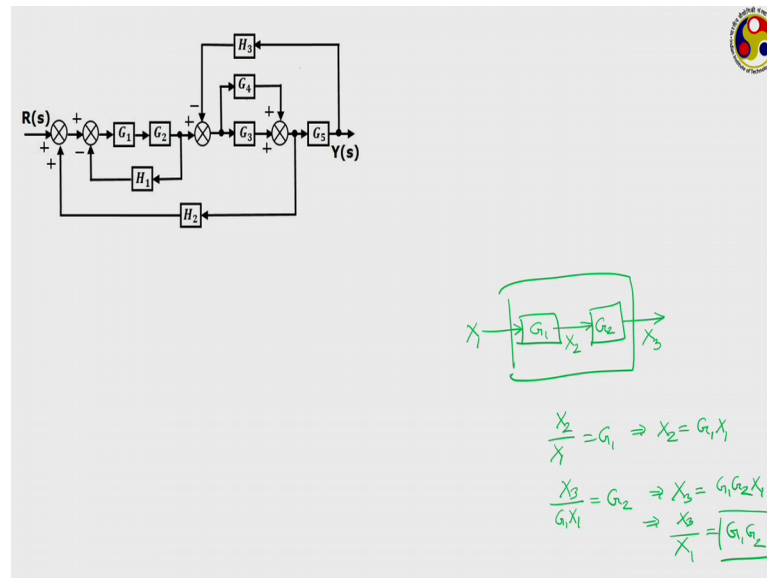 H₃
G₄
R(s) + + G₁ G₂ + G₃ + G₅
+ − − + Y(s)
H₁
+ H₂
X₁ G₁ X₂ G₂ X₃
X₂/X₁ = G₁ ⇒ X₂ = G₁X₁
X₃/G₁X₁ = G₂ ⇒ X₃ = G₁G₂X₁
⇒ X₃/X₁ = G₁G₂